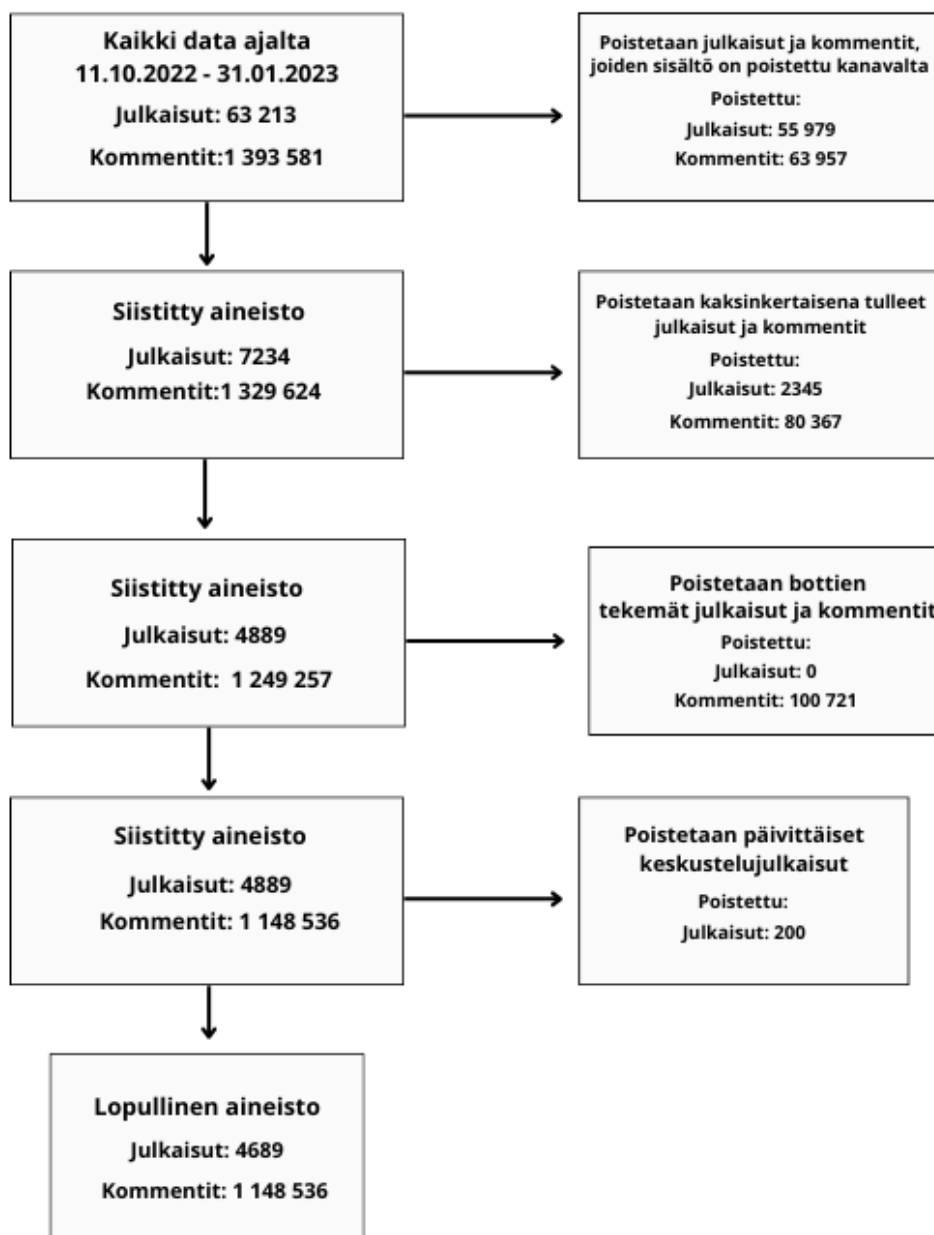 Kaikki data ajalta
11.10.2022 - 31.01.2023
Julkaisut: 63 213
Kommentit:1 393 581
Poistetaan julkaisut ja kommentit,
joiden sisältö on poistettu kanavalta
Poistettu:
Julkaisut: 55 979
Kommentit: 63 957
Siistitty aineisto
Julkaisut: 7234
Kommentit:1 329 624
Poistetaan kaksinkertaisena tulleet
julkaisut ja kommentit
Poistettu:
Julkaisut: 2345
Kommentit: 80 367
Siistitty aineisto
Julkaisut: 4889
Kommentit: 1 249 257
Poistetaan bottien
tekemät julkaisut ja kommentit
Poistettu:
Julkaisut: 0
Kommentit: 100 721
Siistitty aineisto
Julkaisut: 4889
Kommentit: 1 148 536
Poistetaan päivittäiset
keskustelujulkaisut
Poistettu:
Julkaisut: 200
Lopullinen aineisto
Julkaisut: 4689
Kommentit: 1 148 536